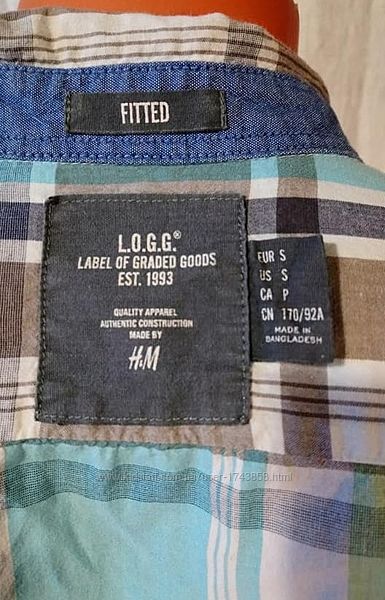 FITTED
L.O.G.G.®
LABEL OF GRADED GOODS
EST. 1993
QUALITY APPAREL
AUTHENTIC CONSTRUCTION
MADE BY
H&M
EUR S
US S
CA P
CN 170/92A
MADE IN
BANGLADESH